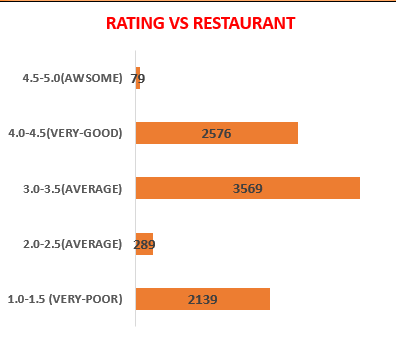 RATING VS RESTAURANT
4.5-5.0(AWSOME) 79
4.0-4.5(VERY-GOOD) 2576
3.0-3.5(AVERAGE) 3569
2.0-2.5(AVERAGE) 289
1.0-1.5 (VERY-POOR) 2139